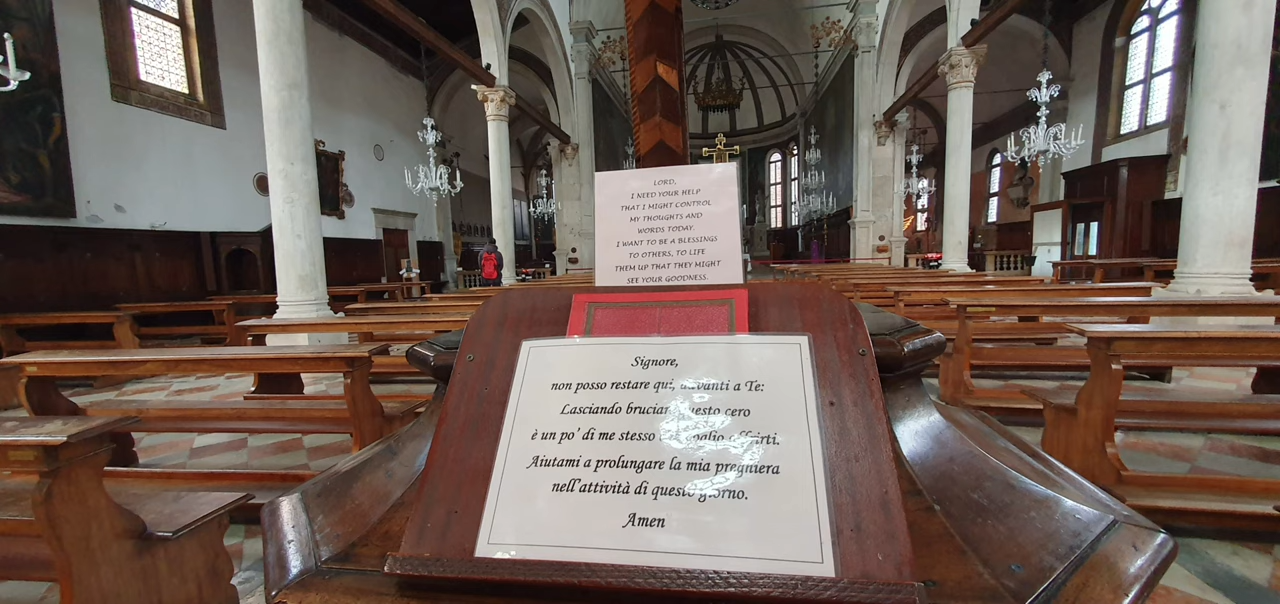 LORD,
I NEED YOUR HELP
THAT I MIGHT CONTROL
MY THOUGHTS AND
WORDS TODAY.
I WANT TO BE A BLESSINGS
TO OTHERS, TO LIFE
THEM UP THAT THEY MIGHT
SEE YOUR GOODNESS.
Signore,
non posso restare qui, davanti a Te:
Lasciando bruciare questo cero
è un po' di me stesso che voglio offrirti.
Aiutami a prolungare la mia preghiera
nell'attività di questo giorno.
Amen